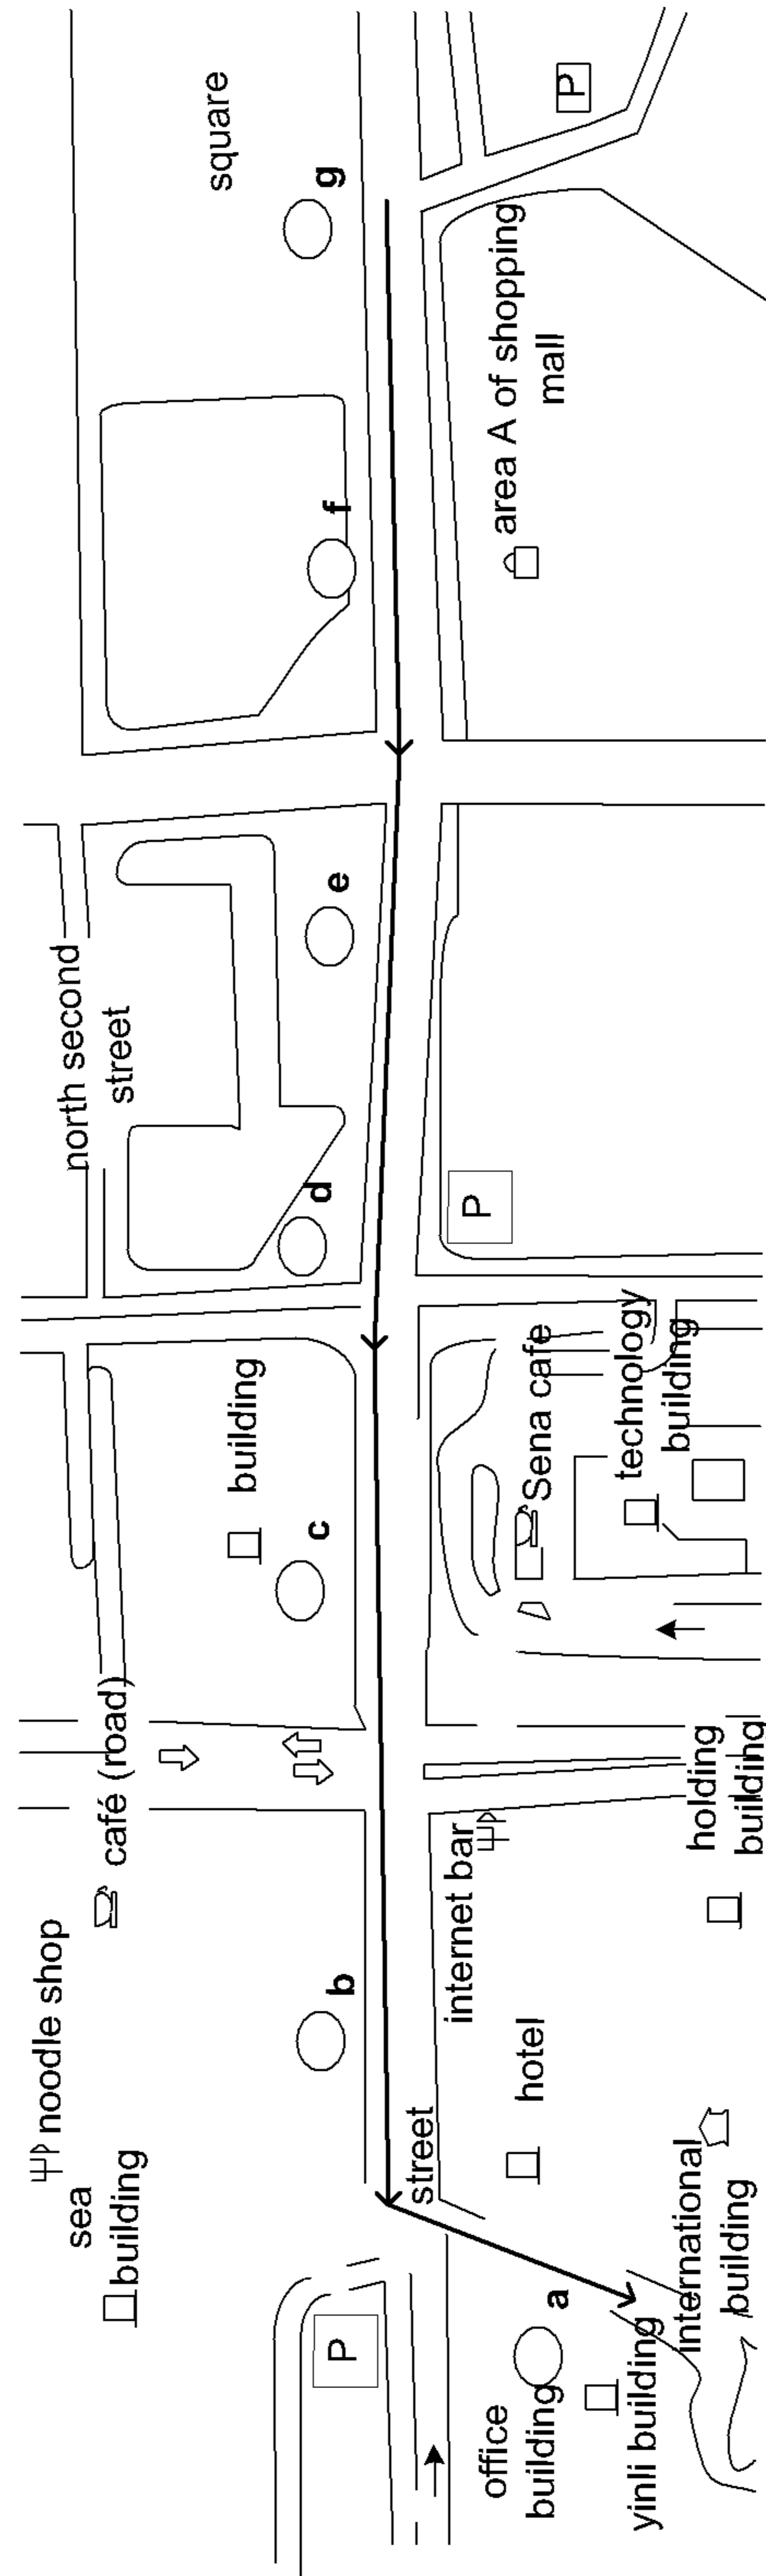 noodle shop
sea
building
café (road)
building
north second
street
square
P
b
c
d
e
f
g
street
internet bar
hotel
Sena cafe
P
area A of shopping
mall
P
office
building
a
yinli building
international
building
holding
building
technology
building